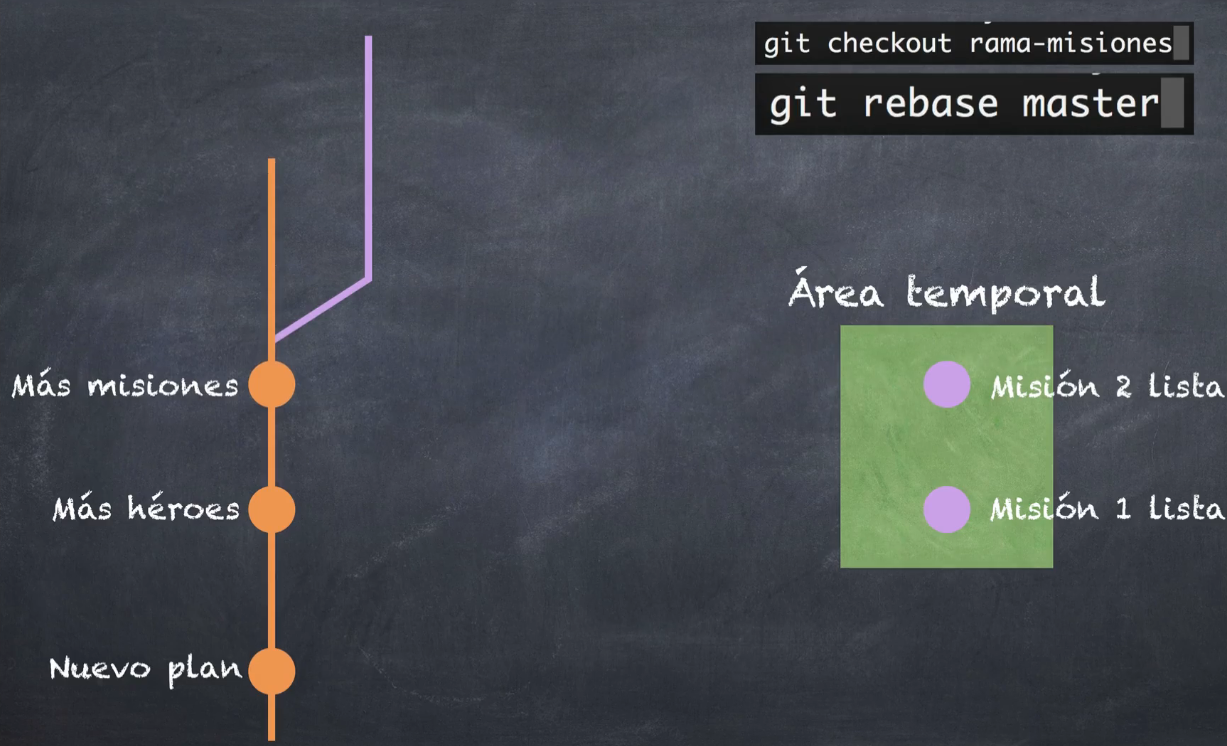 git checkout rama-misiones
git rebase master
Área temporal
Más misiones
Misión 2 lista
Más héroes
Misión 1 lista
Nuevo plan